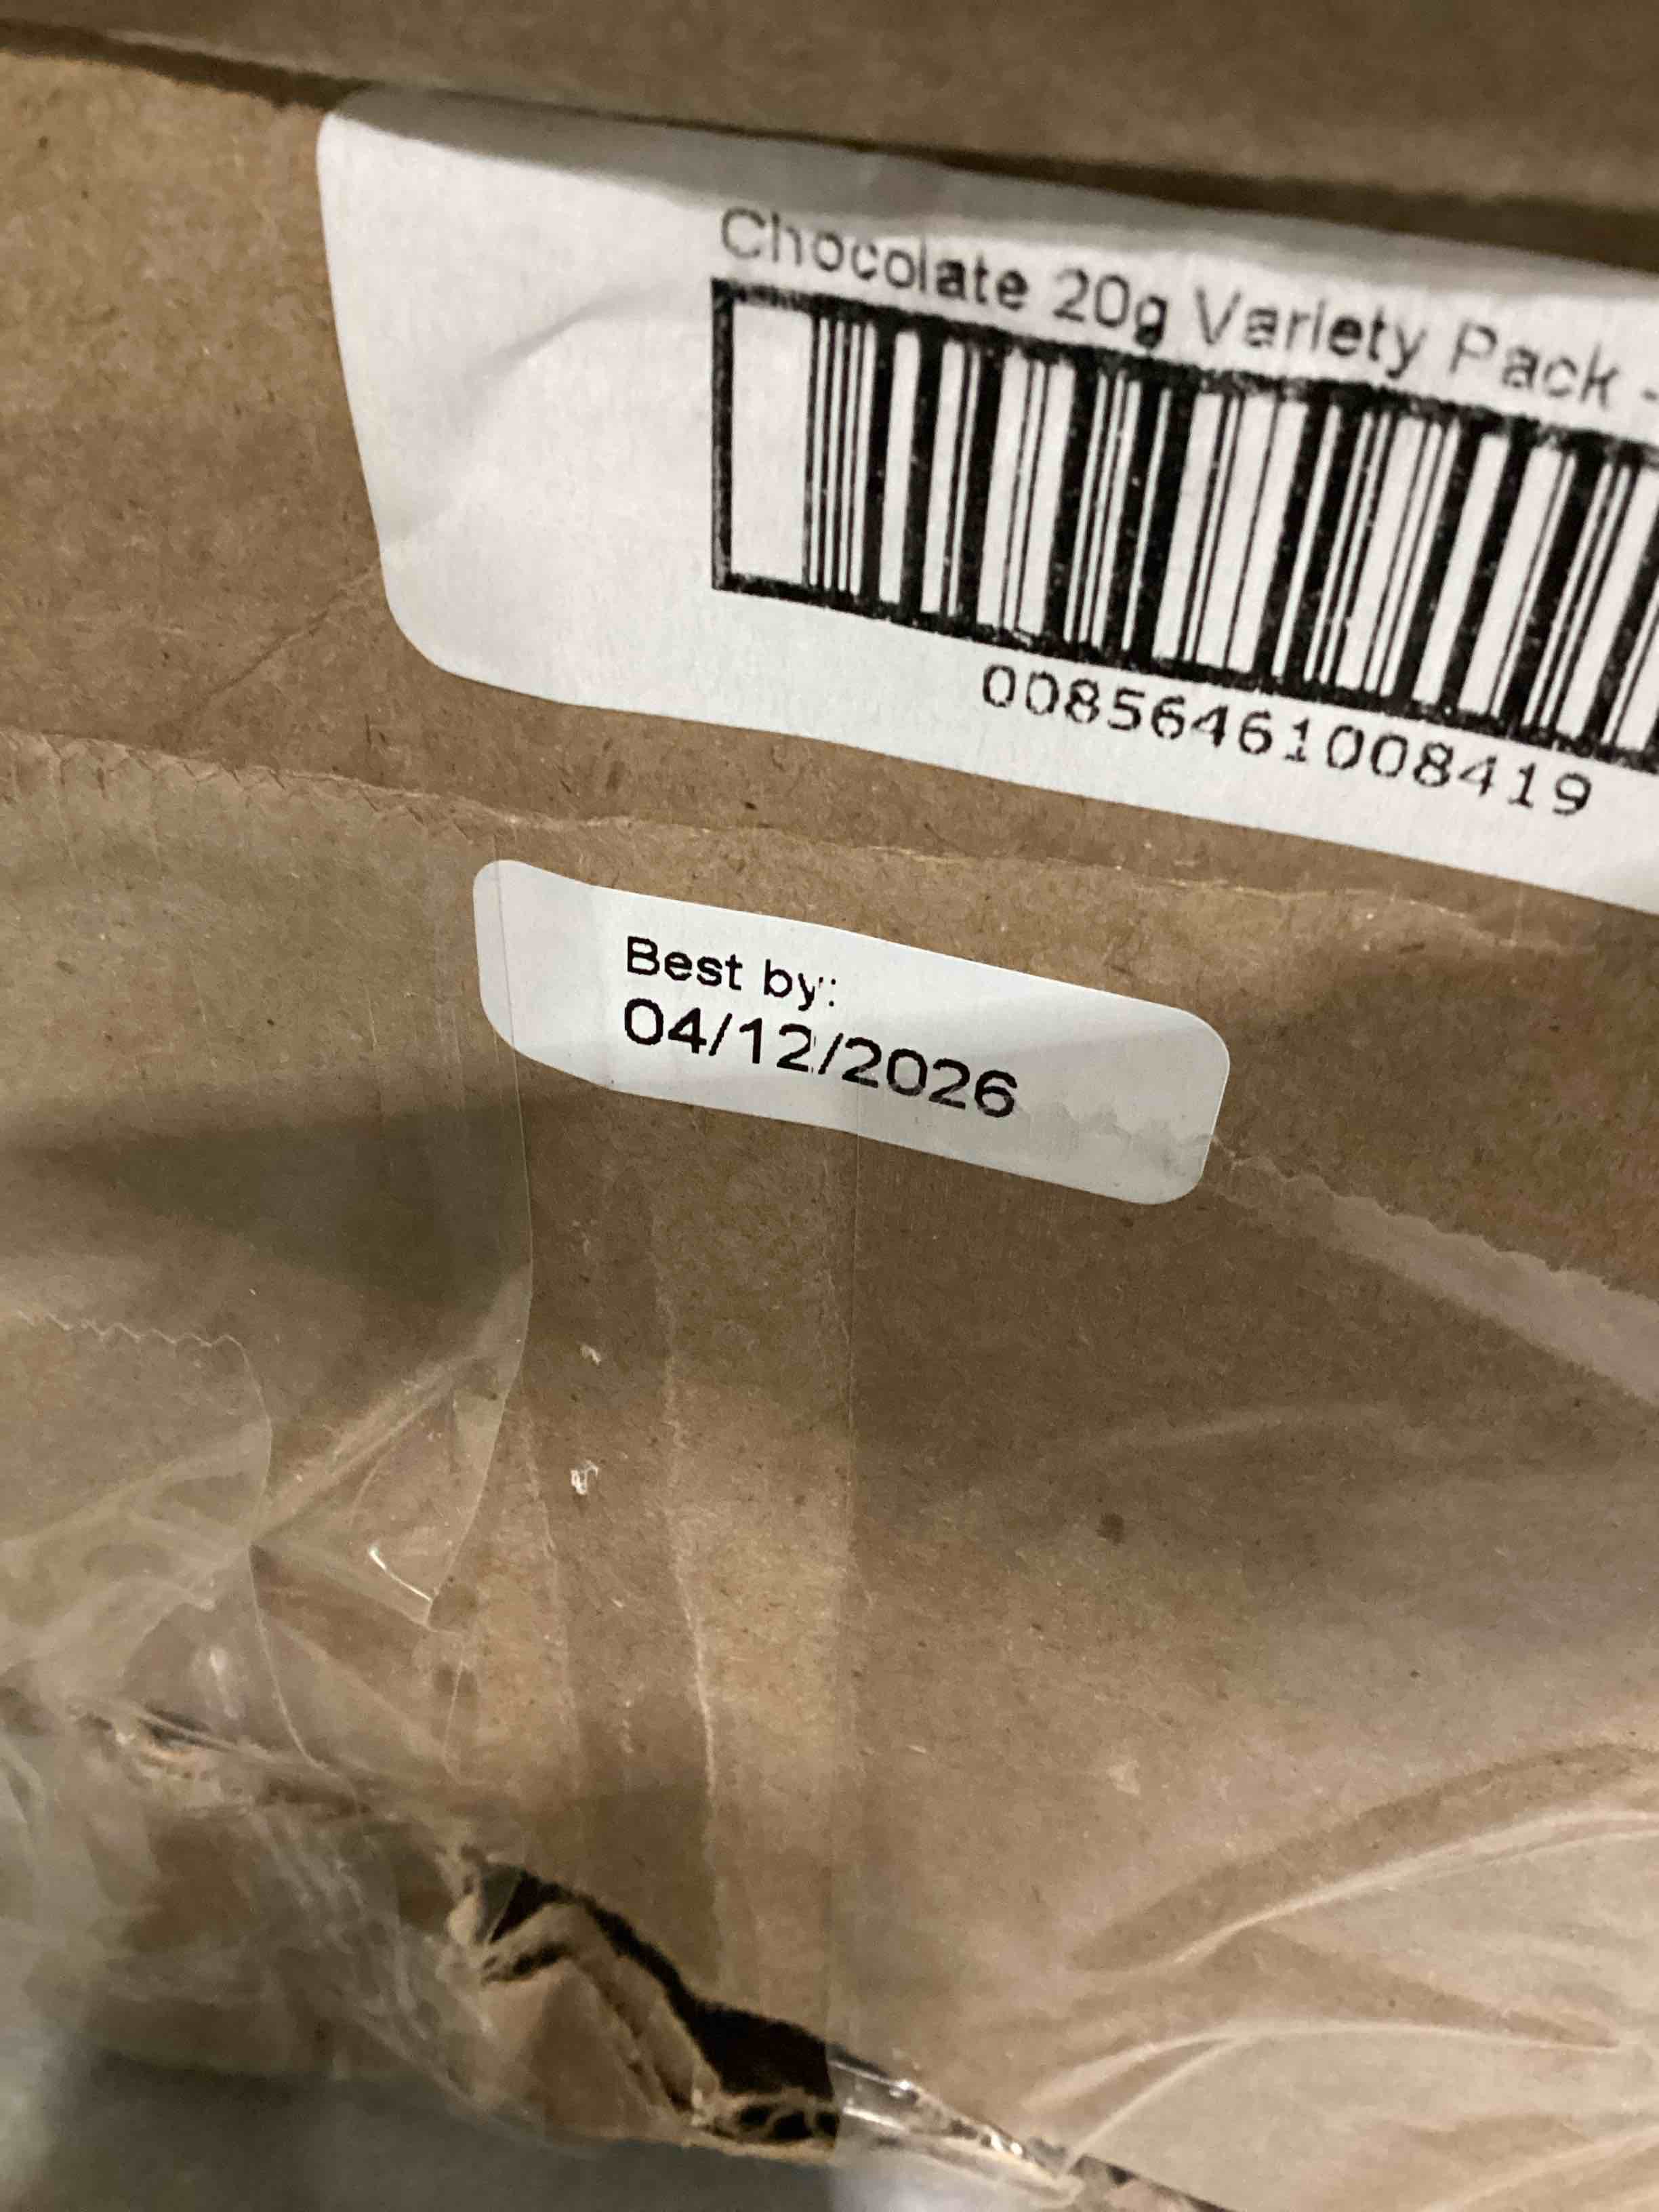 Chocolate 20g Variety Pack -
00856461008419
Best by:
04/12/2026